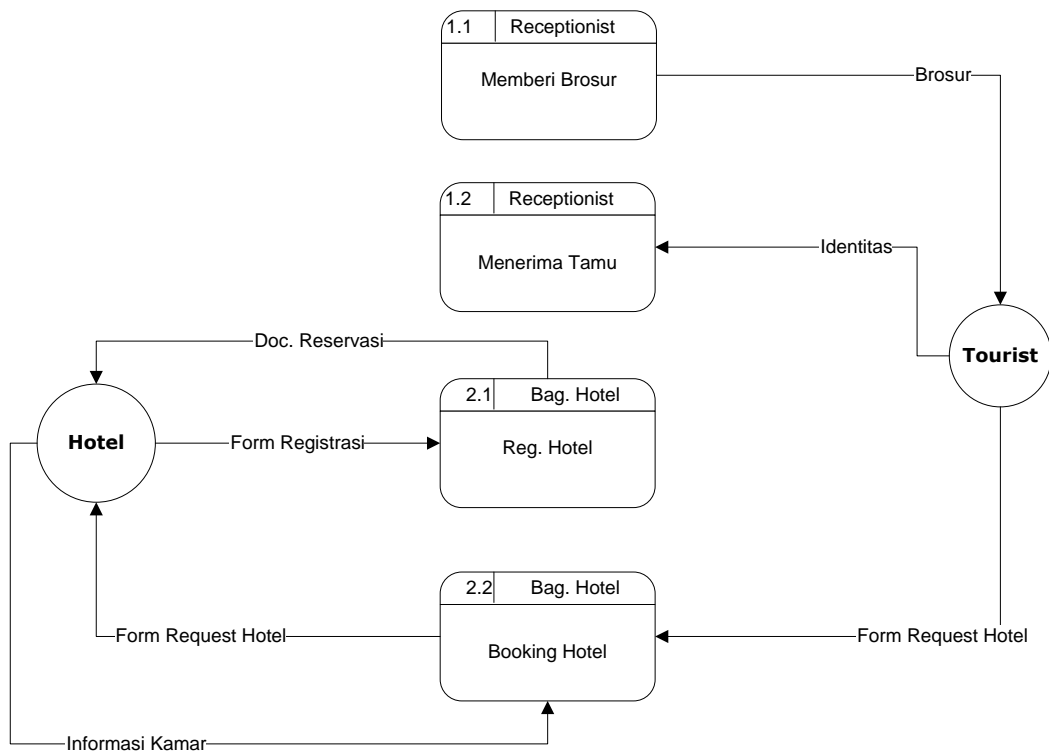 1.1 Receptionist
Memberi Brosur
Brosur
1.2 Receptionist
Menerima Tamu
Identitas
Tourist
Doc. Reservasi
2.1 Bag. Hotel
Hotel
Form Registrasi
Reg. Hotel
2.2 Bag. Hotel
Form Request Hotel
Booking Hotel
Form Request Hotel
Informasi Kamar